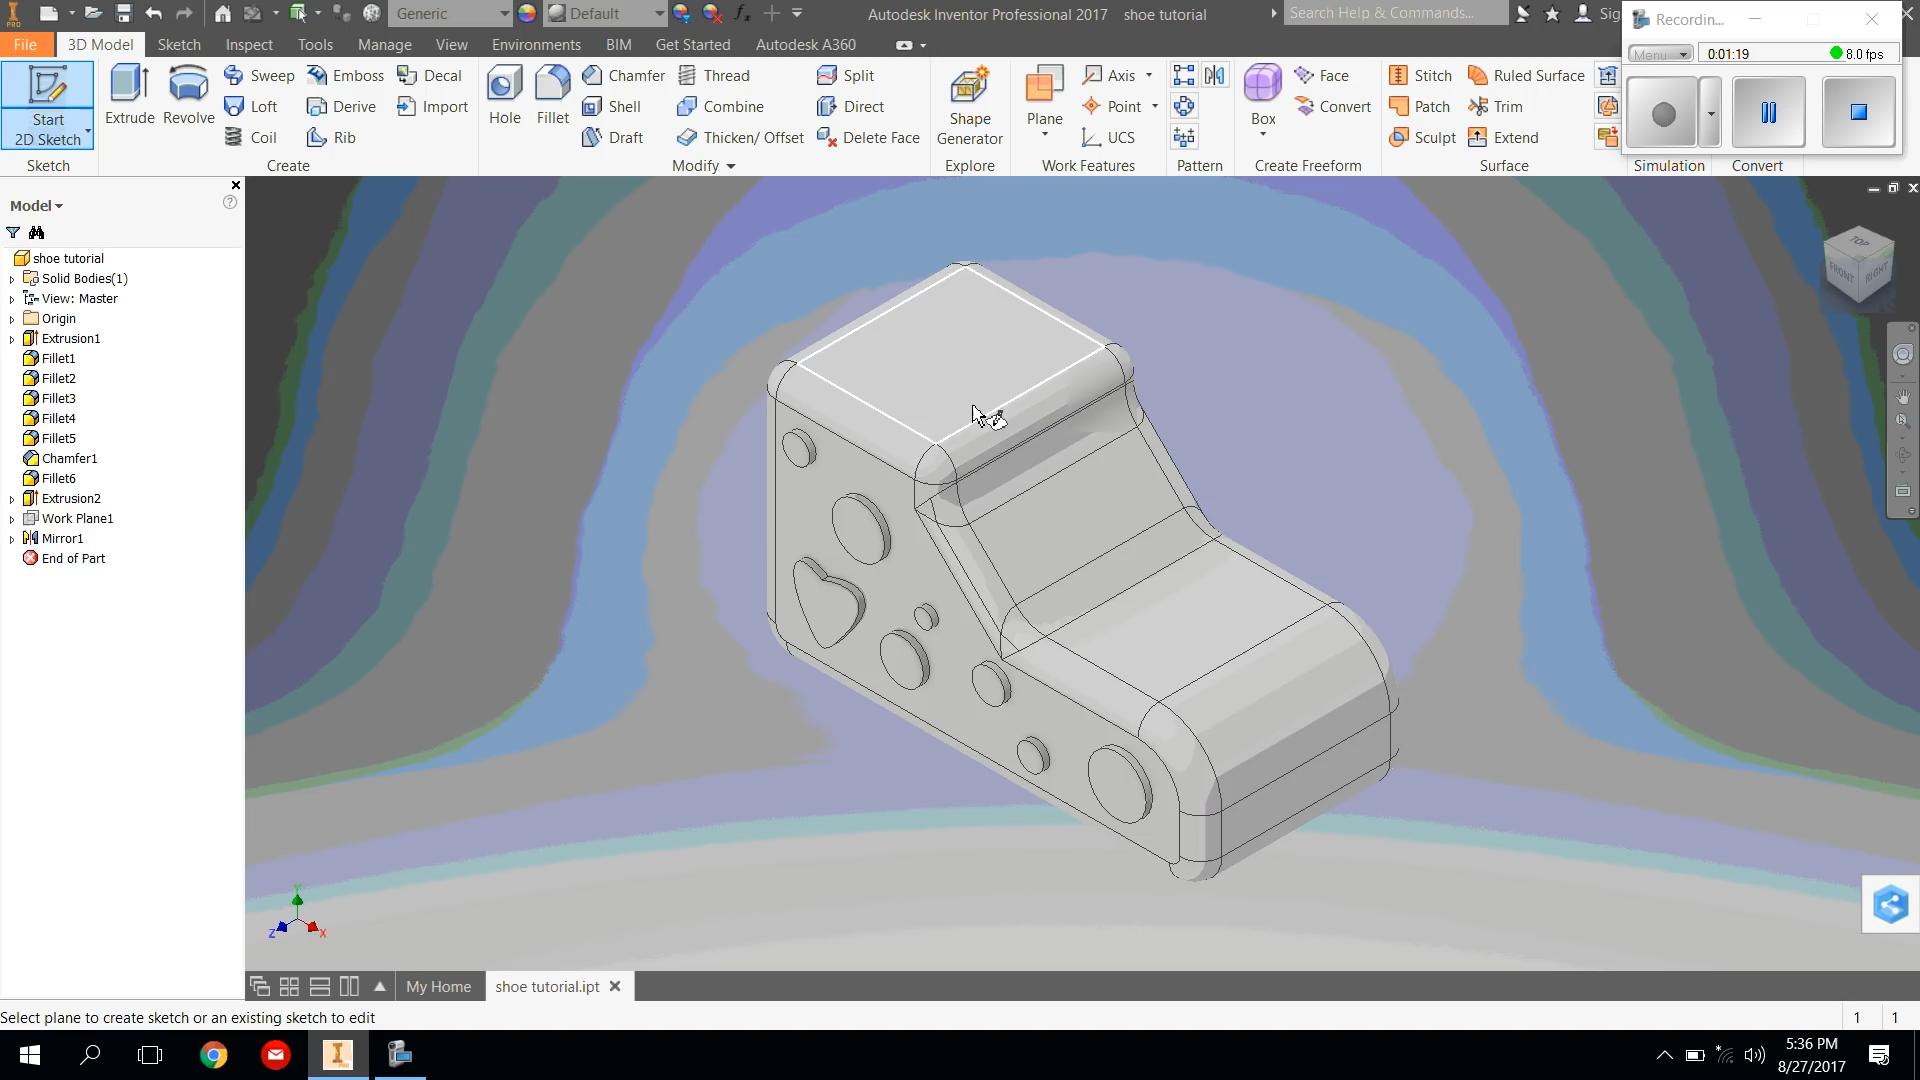 PRO
Generic
Default
Autodesk Inventor Professional 2017 shoe tutorial
Search Help & Commands...
Sig
Recordin...
File 3D Model Sketch Inspect Tools Manage View Environments BIM Get Started Autodesk A360
Menu 0:01:19 8.0 fps
Start
2D Sketch
Extrude
Revolve
Sweep
Loft
Coil
Emboss
Derive
Rib
Decal
Import
Hole
Fillet
Chamfer
Shell
Draft
Thread
Combine
Thicken/ Offset
Split
Direct
Delete Face
Shape
Generator
Plane
Axis
Point
UCS
Box
Face
Convert
Stitch
Patch
Sculpt
Ruled Surface
Trim
Extend
Sketch Create Modify Explore Work Features Pattern Create Freeform Surface Simulation Convert
Model
shoe tutorial
Solid Bodies(1)
View: Master
Origin
Extrusion1
Fillet1
Fillet2
Fillet3
Fillet4
Fillet5
Chamfer1
Fillet6
Extrusion2
Work Plane1
Mirror1
End of Part
TOP
FRONT
RIGHT
Y
Z
X
My Home
shoe tutorial.ipt
Select plane to create sketch or an existing sketch to edit
1 1
5:36 PM
8/27/2017